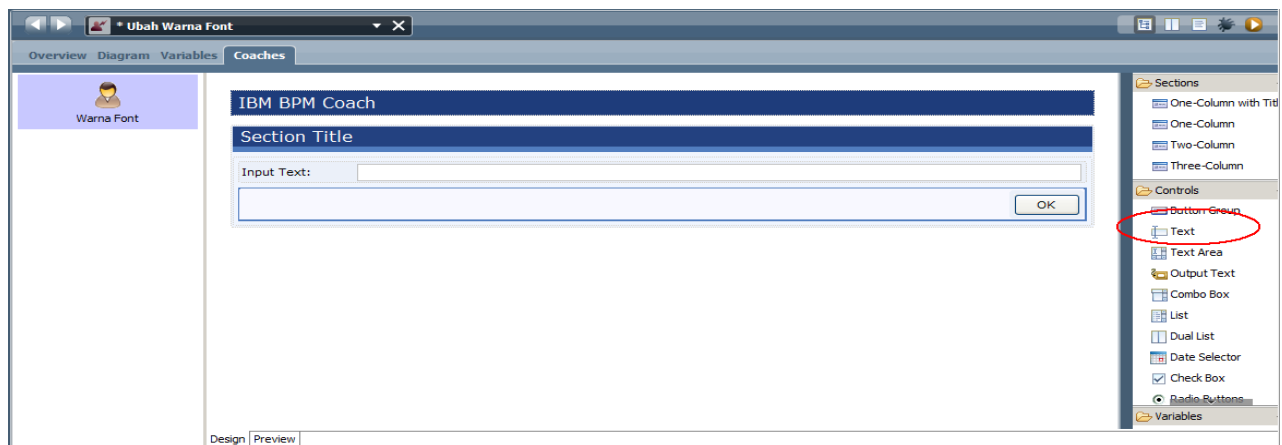 * Ubah Warna Font
Overview Diagram Variables Coaches
Warna Font
IBM BPM Coach
Section Title
Input Text:
OK
Design Preview
Sections
One-Column with Titl
One-Column
Two-Column
Three-Column
Controls
Button Group
Text
Text Area
Output Text
Combo Box
List
Dual List
Date Selector
Check Box
Radio Buttons
Variables